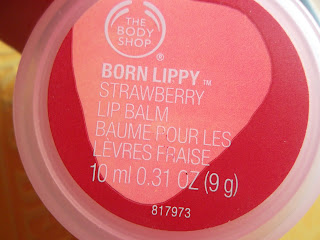 THE
BODY
SHOP
®
BORN LIPPY™
STRAWBERRY
LIP BALM
BAUME POUR LES
LÈVRES FRAISE
10 ml 0.31 OZ (9 g)
817973